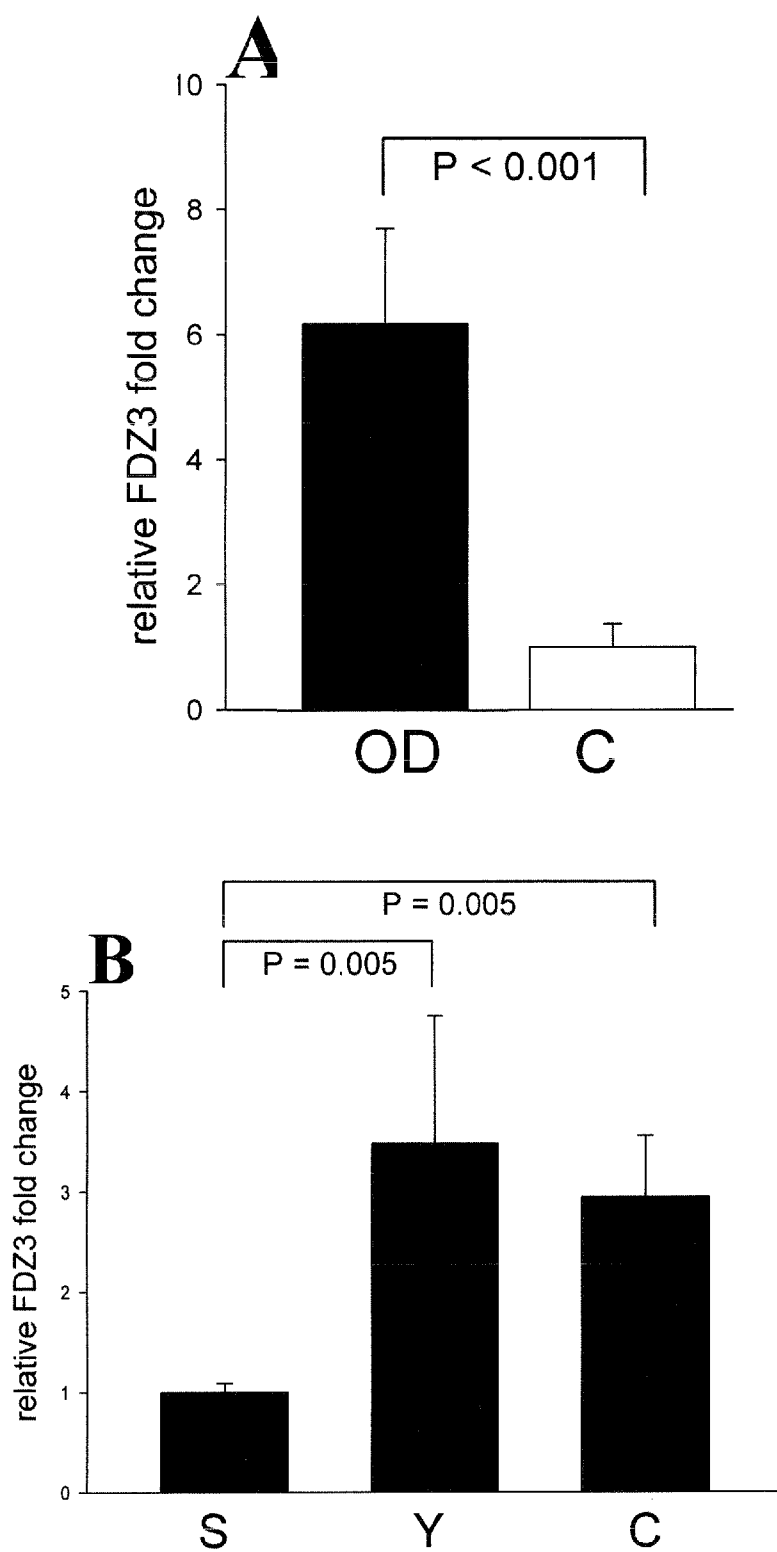 A
10
8
6
4
2
0
relative FDZ3 fold change
P < 0.001
OD C
P = 0.005
P = 0.005
B
5
4
3
2
1
0
relative FDZ3 fold change
S Y C